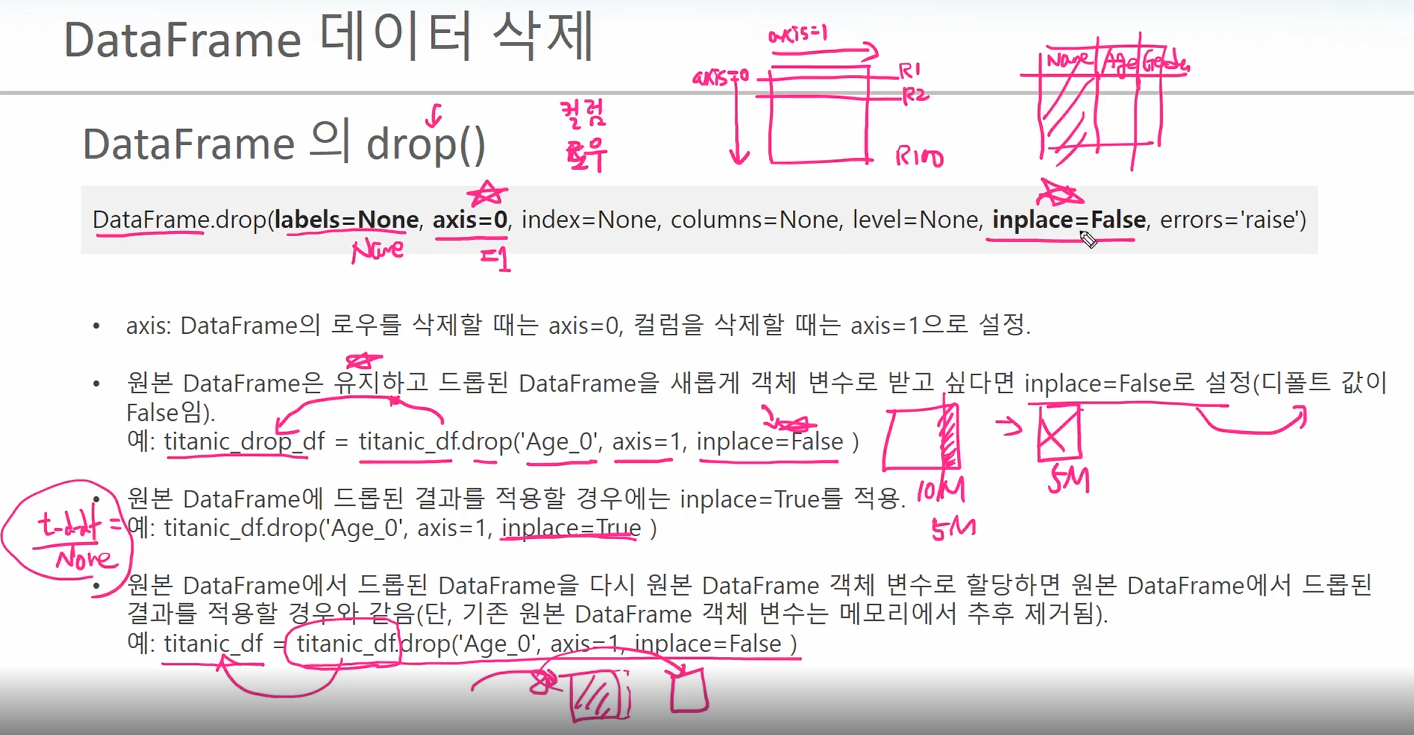 DataFrame 데이터 삭제
axis=1
axis=0
R1
R2
R100
Name Age Gender
DataFrame 의 drop()
컬럼
로우
DataFrame.drop(labels=None, axis=0, index=None, columns=None, level=None, inplace=False, errors='raise')
Name
=1
• axis: DataFrame의 로우를 삭제할 때는 axis=0, 컬럼을 삭제할 때는 axis=1으로 설정.
• 원본 DataFrame은 유지하고 드롭된 DataFrame을 새롭게 객체 변수로 받고 싶다면 inplace=False로 설정(디폴트 값이
False임).
예: titanic_drop_df = titanic_df.drop('Age_0', axis=1, inplace=False )
10M
5M
5M
• 원본 DataFrame에 드롭된 결과를 적용할 경우에는 inplace=True를 적용.
예: titanic_df.drop('Age_0', axis=1, inplace=True )
None
• 원본 DataFrame에서 드롭된 DataFrame을 다시 원본 DataFrame 객체 변수로 할당하면 원본 DataFrame에서 드롭된
결과를 적용할 경우와 같음(단, 기존 원본 DataFrame 객체 변수는 메모리에서 추후 제거됨).
예: titanic_df = titanic_df.drop('Age_0', axis=1, inplace=False )